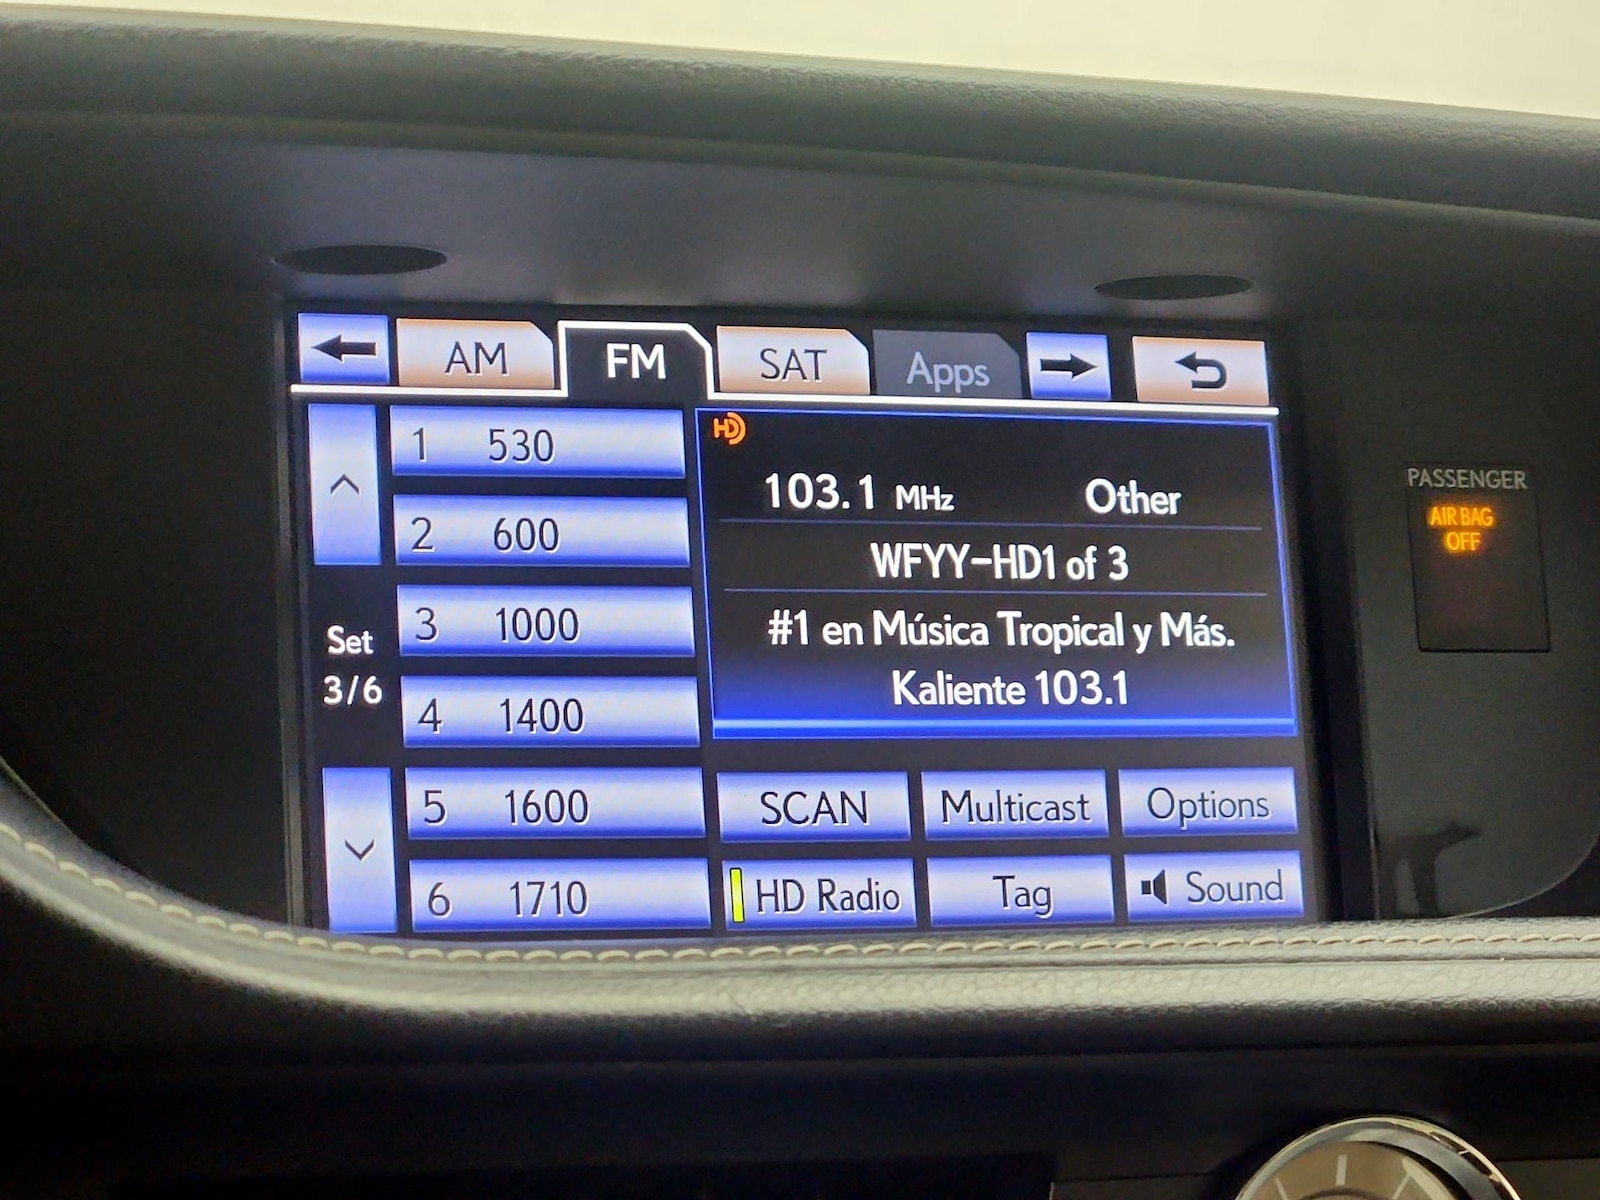 AM FM SAT Apps
HD
1 530
2 600
3 1000
4 1400
5 1600
6 1710
Set
3/6
103.1 MHz Other
WFYY-HD1 of 3
#1 en Música Tropical y Más.
Kaliente 103.1
SCAN Multicast Options
HD Radio Tag Sound
PASSENGER
AIR BAG
OFF